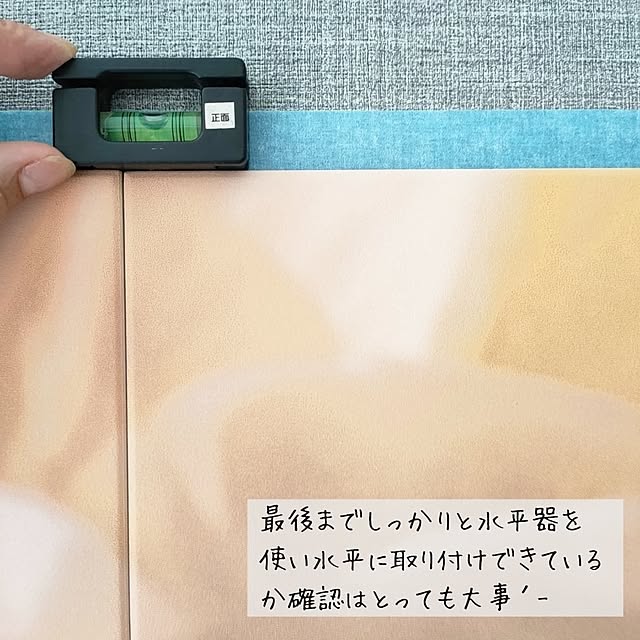 正面
最後までしっかりと水平器を
使い水平に取り付けできている
か確認はとっても大事!-